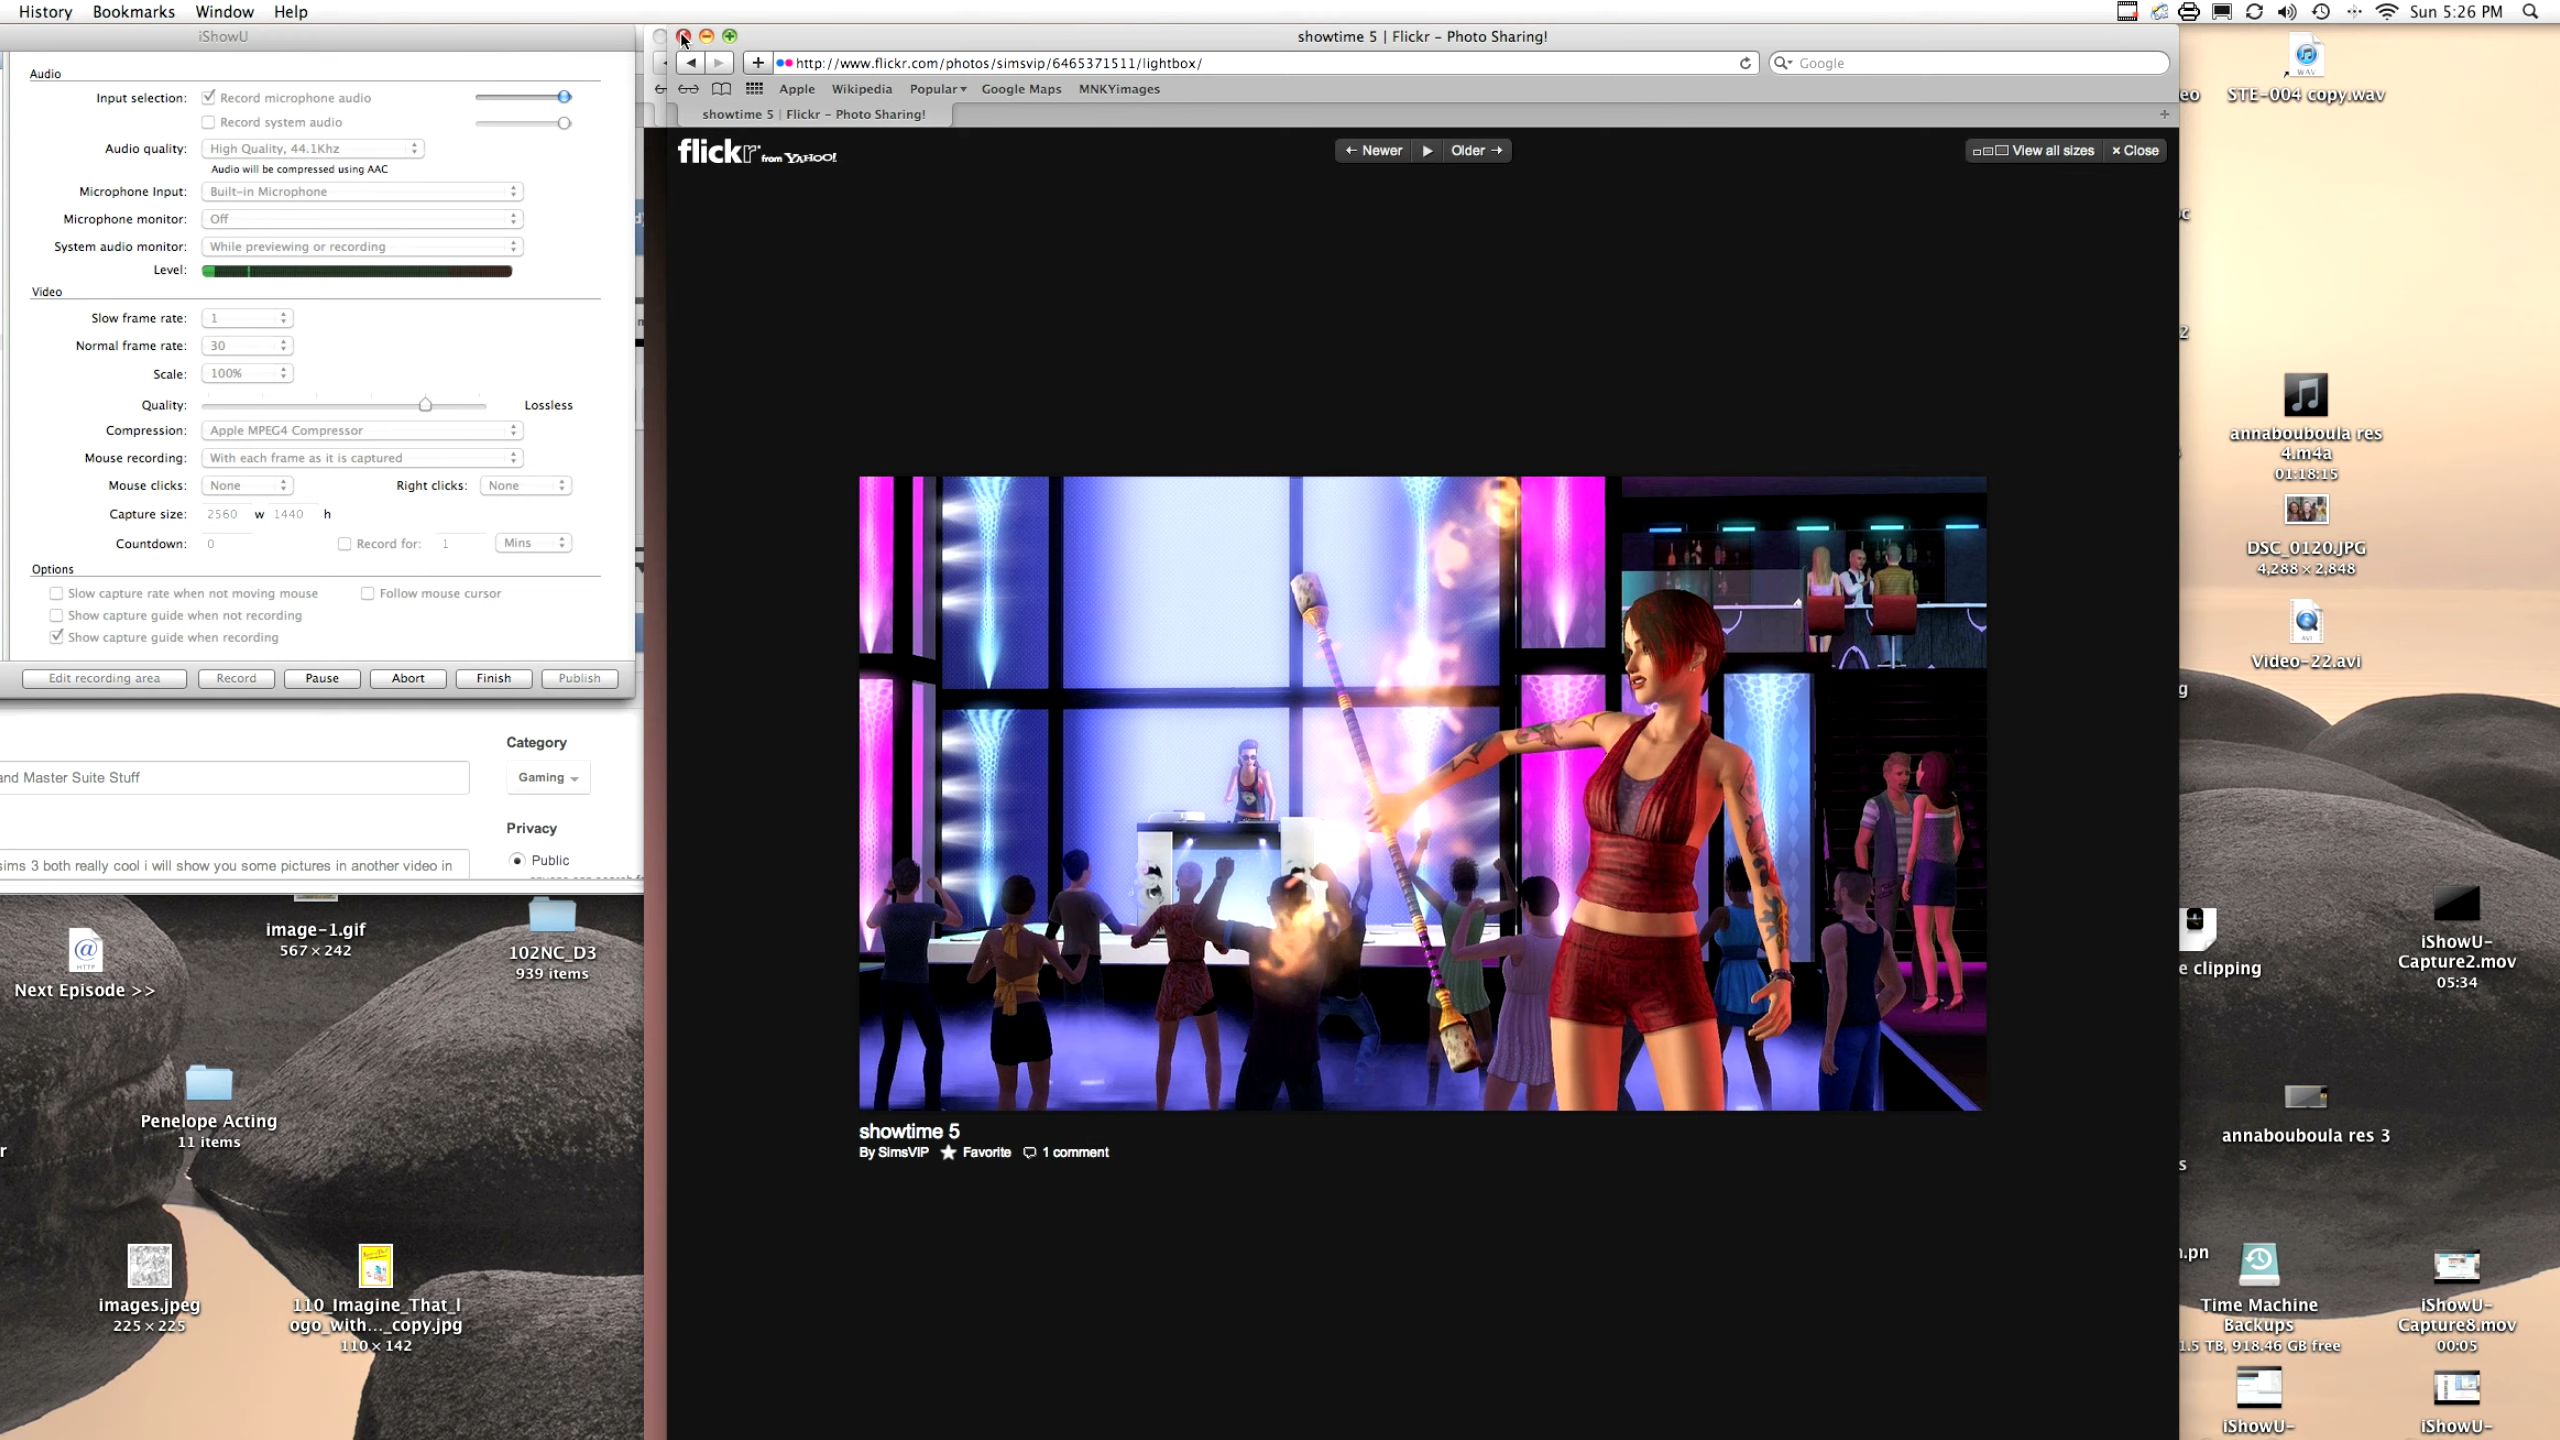 History Bookmarks Window Help
Sun 5:26 PM
iShowU
Audio
Input selection: Record microphone audio
Record system audio
Audio quality: High Quality, 44.1Khz
Audio will be compressed using AAC
Microphone Input: Built-in Microphone
Microphone monitor: Off
System audio monitor: While previewing or recording
Level:
Video
Slow frame rate: 1
Normal frame rate: 30
Scale: 100%
Quality: Lossless
Compression: Apple MPEG4 Compressor
Mouse recording: With each frame as it is captured
Mouse clicks: None Right clicks: None
Capture size: 2560 w 1440 h
Countdown: 0 Record for: 1 Mins
Options
Slow capture rate when not moving mouse Follow mouse cursor
Show capture guide when not recording
Show capture guide when recording
Edit recording area Record Pause Abort Finish Publish
Category
and Master Suite Stuff Gaming
Privacy
Public
sims 3 both really cool i will show you some pictures in another video in
showtime 5 | Flickr – Photo Sharing!
http://www.flickr.com/photos/simsvip/6465371511/lightbox/
Google
Apple Wikipedia Popular Google Maps MNKYimages
showtime 5 | Flickr – Photo Sharing!
flickr from YAHOO!
← Newer Older →
View all sizes × Close
showtime 5
By SimsVIP Favorite 1 comment
image-1.gif
567 × 242
102NC_D3
939 items
HTTP
Next Episode >>
Penelope Acting
11 items
images.jpeg
225 × 225
110_Imagine_That_l
ogo_with..._copy.jpg
110 × 142
WAV
STE-004 copy.wav
annabouboula res
4.m4a
01:18:15
DSC_0120.JPG
4,288 × 2,848
AVI
Video-22.avi
e clipping
iShowU-
Capture2.mov
05:34
annabouboula res 3
Time Machine
Backups
1.5 TB, 918.46 GB free
iShowU-
Capture8.mov
00:05
iShowU-
iShowU-